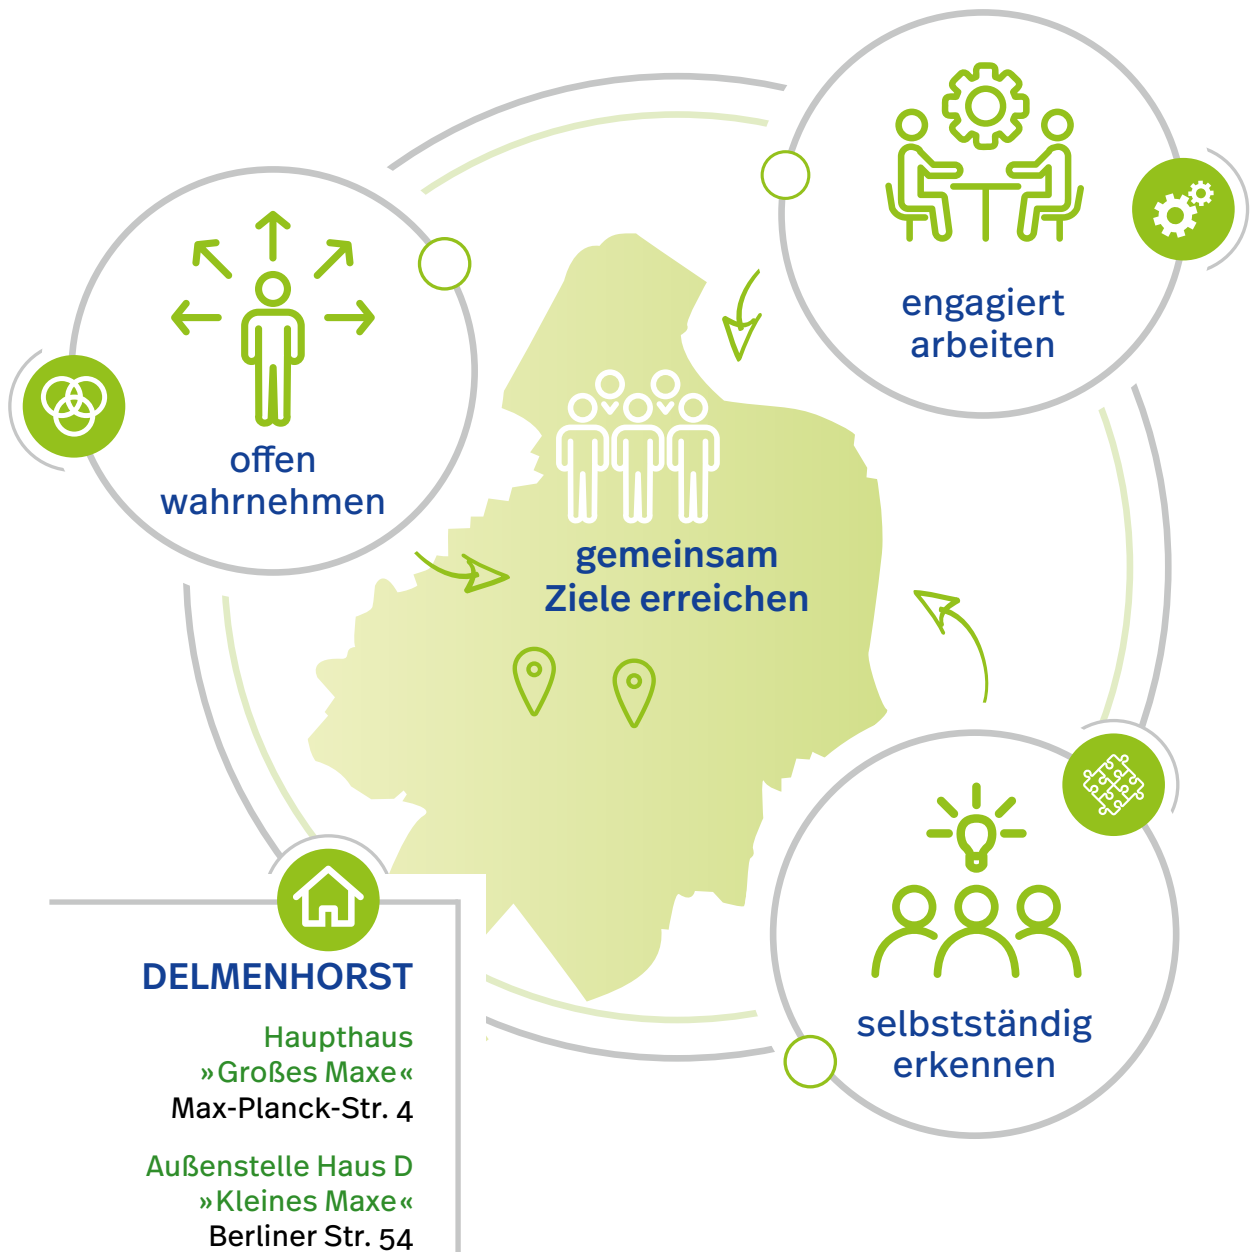 engagiert
arbeiten
offen
wahrnehmen
gemeinsam
Ziele erreichen
selbstständig
erkennen
DELMENHORST
Haupthaus
»Großes Maxe«
Max-Planck-Str. 4
Außenstelle Haus D
»Kleines Maxe«
Berliner Str. 54